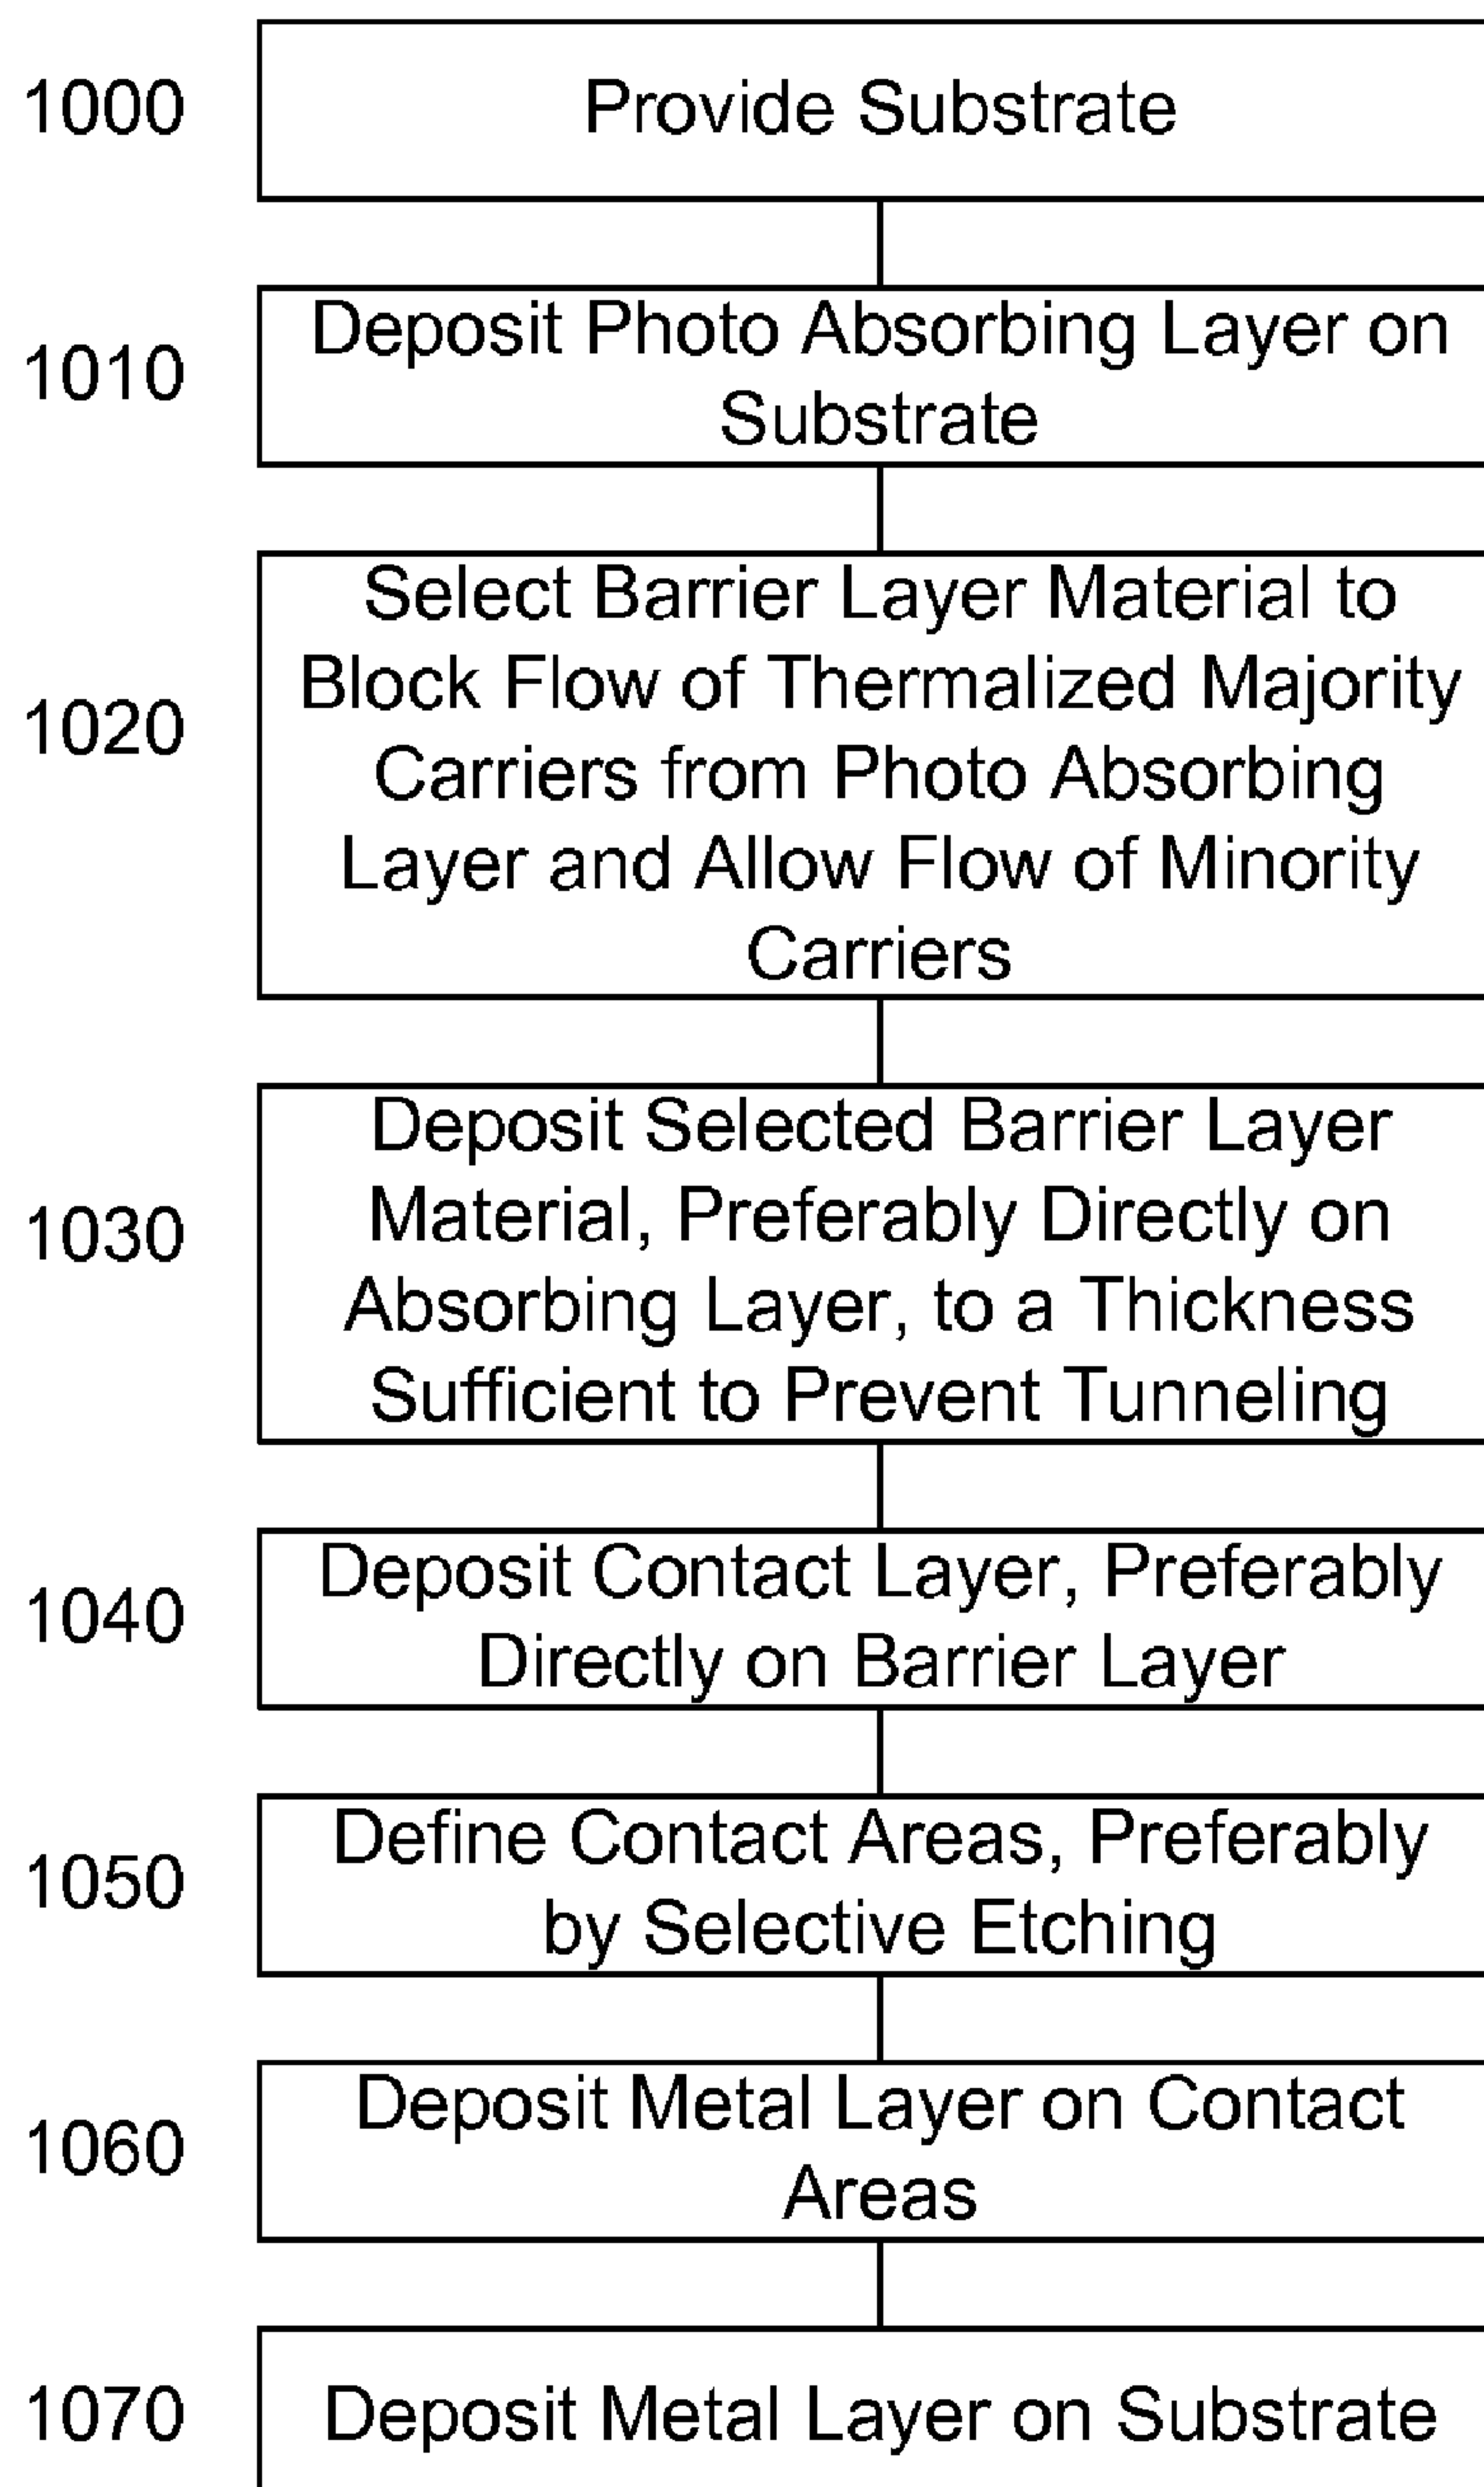 1000
Provide Substrate
1010
Deposit Photo Absorbing Layer on
Substrate
1020
Select Barrier Layer Material to
Block Flow of Thermalized Majority
Carriers from Photo Absorbing
Layer and Allow Flow of Minority
Carriers
1030
Deposit Selected Barrier Layer
Material, Preferably Directly on
Absorbing Layer, to a Thickness
Sufficient to Prevent Tunneling
1040
Deposit Contact Layer, Preferably
Directly on Barrier Layer
1050
Define Contact Areas, Preferably
by Selective Etching
1060
Deposit Metal Layer on Contact
Areas
1070
Deposit Metal Layer on Substrate